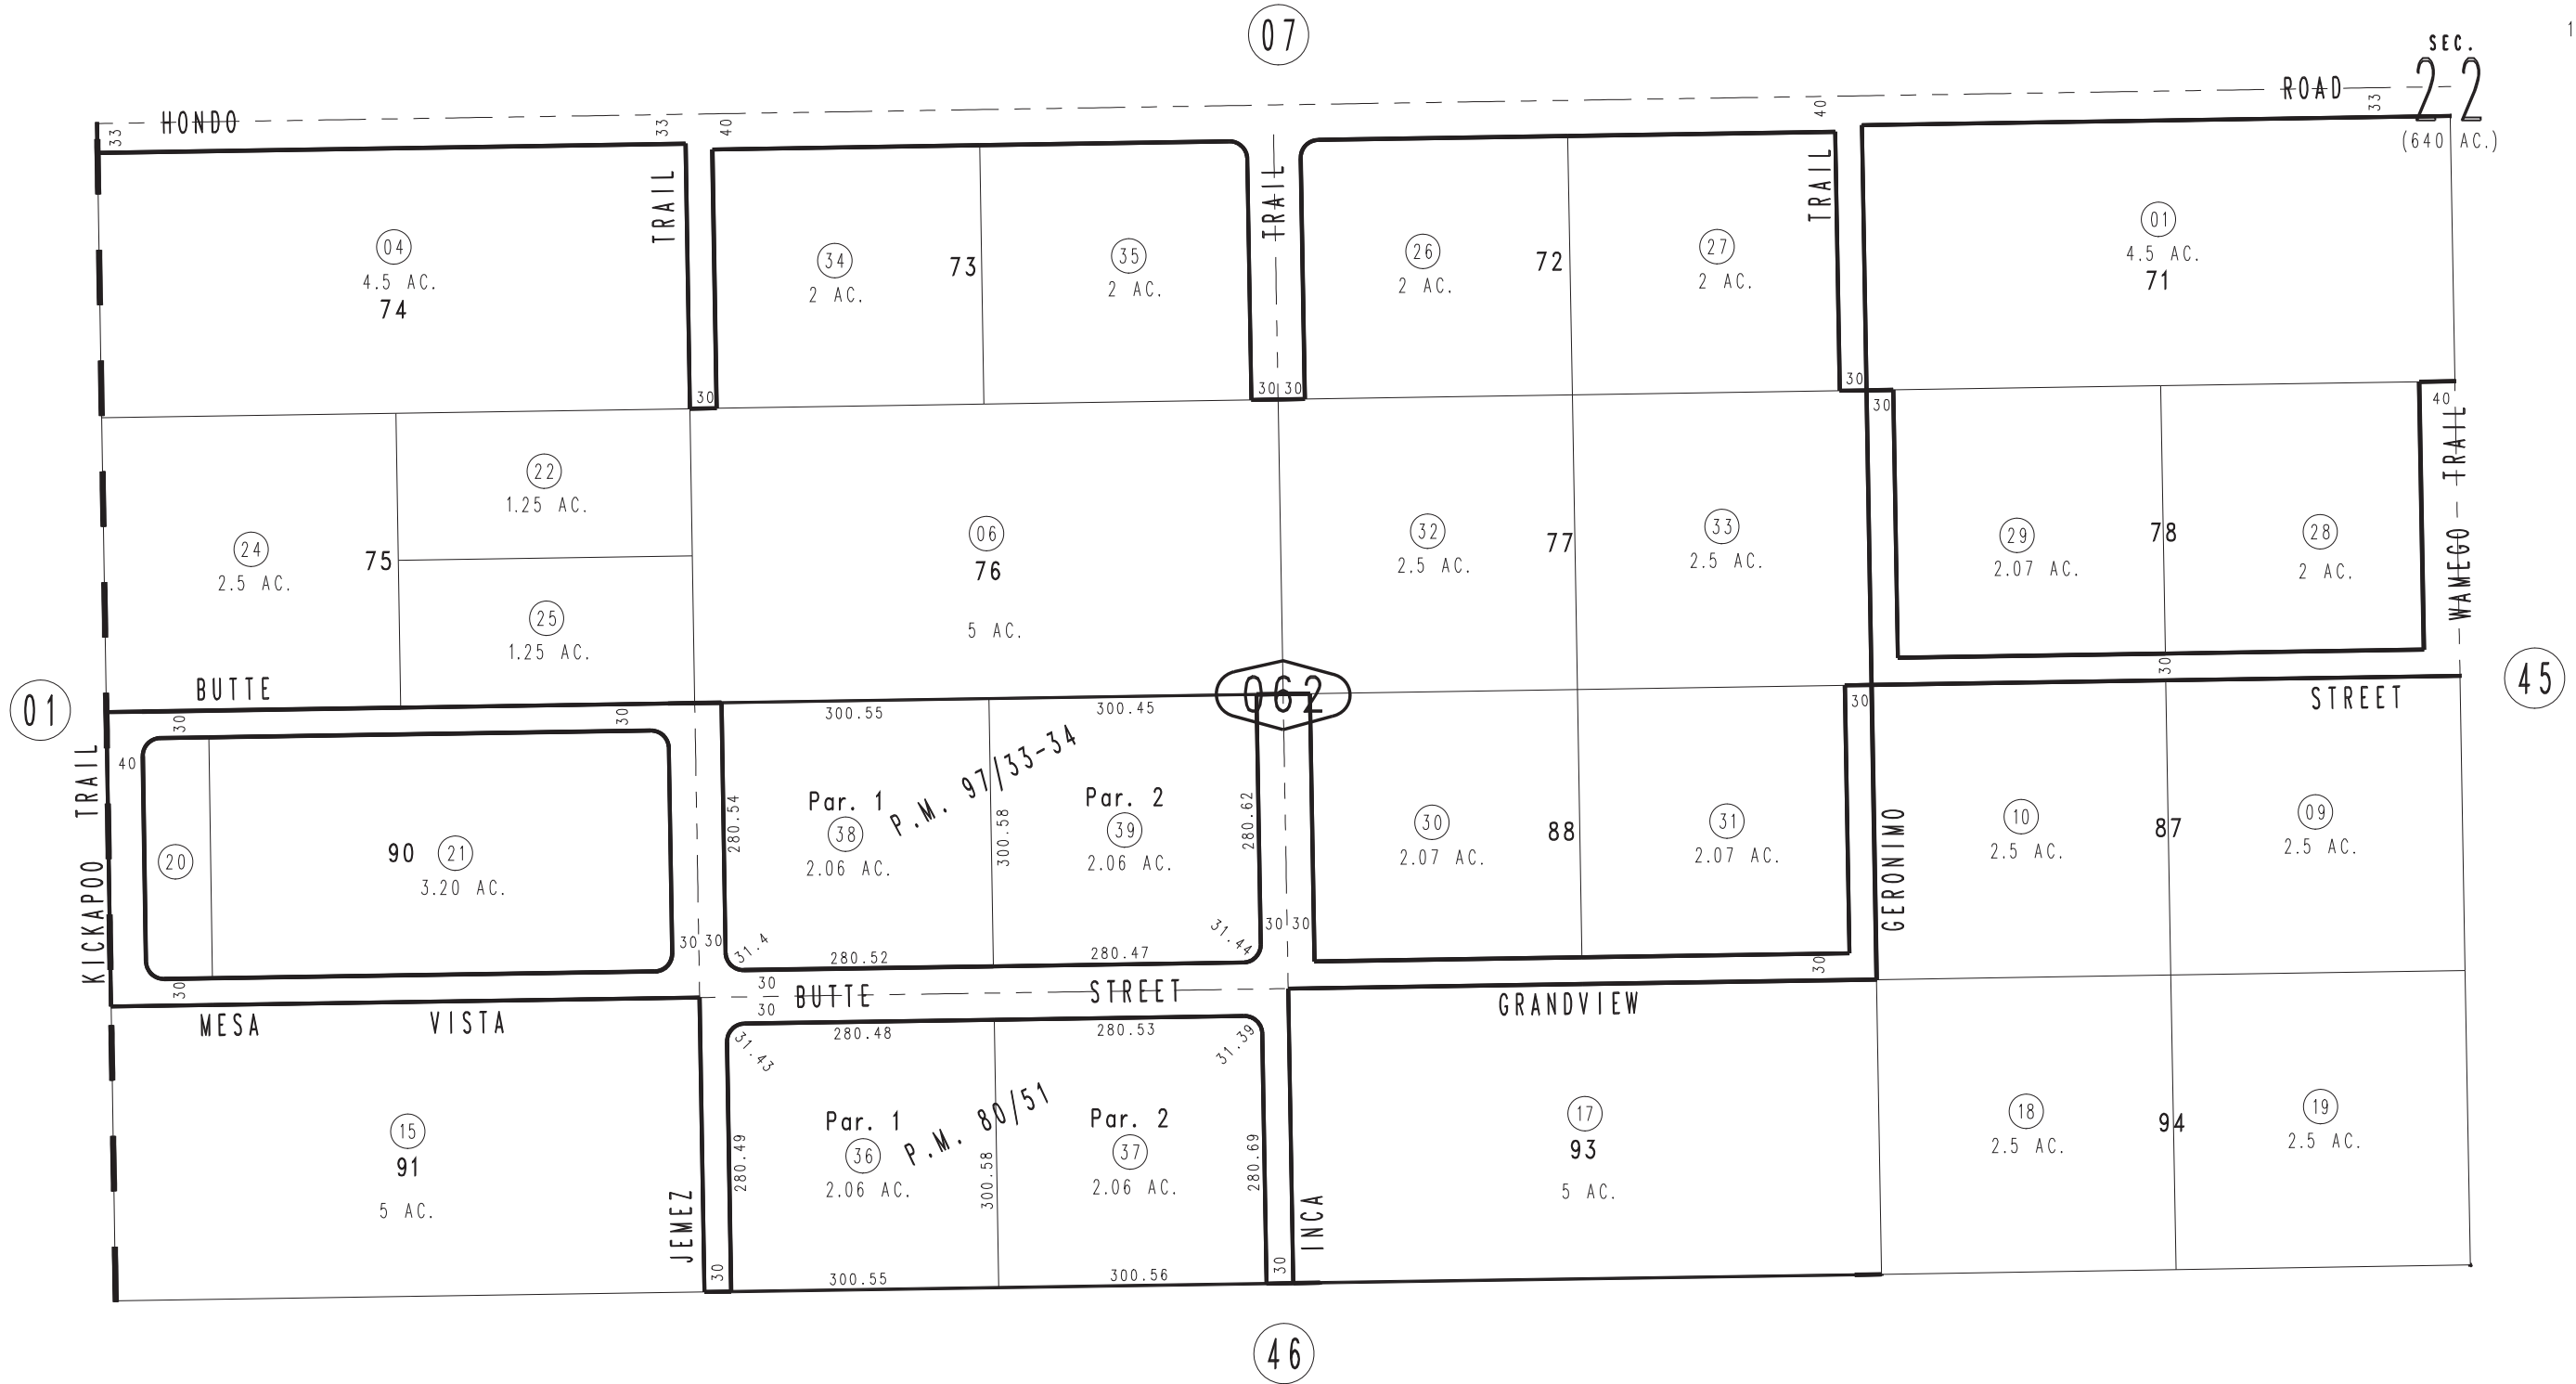 07
1
SEC.
22
(640 AC.)
HONDO
ROAD
33
33
40
40
33
TRAIL
TRAIL
TRAIL
04
4.5 AC.
74
34
2 AC.
73
35
2 AC.
26
2 AC.
72
27
2 AC.
01
4.5 AC.
71
30
30 30
30
30
40
24
2.5 AC.
75
22
1.25 AC.
25
1.25 AC.
06
76
5 AC.
32
2.5 AC.
77
33
2.5 AC.
29
2.07 AC.
78
28
2 AC.
WAMEGO TRAIL
30
01
BUTTE
062
STREET
45
30
30
300.55
300.45
30
40
KICKAPOO TRAIL
20
90
21
3.20 AC.
30 30
280.54
Par. 1
38
2.06 AC.
P.M. 97/33-34
300.58
Par. 2
39
2.06 AC.
280.62
31.4
280.52
280.47
31.44
30 30
30
2.07 AC.
88
31
2.07 AC.
30
GERONIMO
10
2.5 AC.
87
09
2.5 AC.
30
30
30
BUTTE
STREET
MESA VISTA
GRANDVIEW
31.43
280.48
280.53
31.39
15
91
5 AC.
JEMEZ
30
280.49
Par. 1
36
2.06 AC.
P.M. 80/51
300.58
Par. 2
37
2.06 AC.
280.69
300.55
300.56
30
INCA
17
93
5 AC.
18
2.5 AC.
94
19
2.5 AC.
46